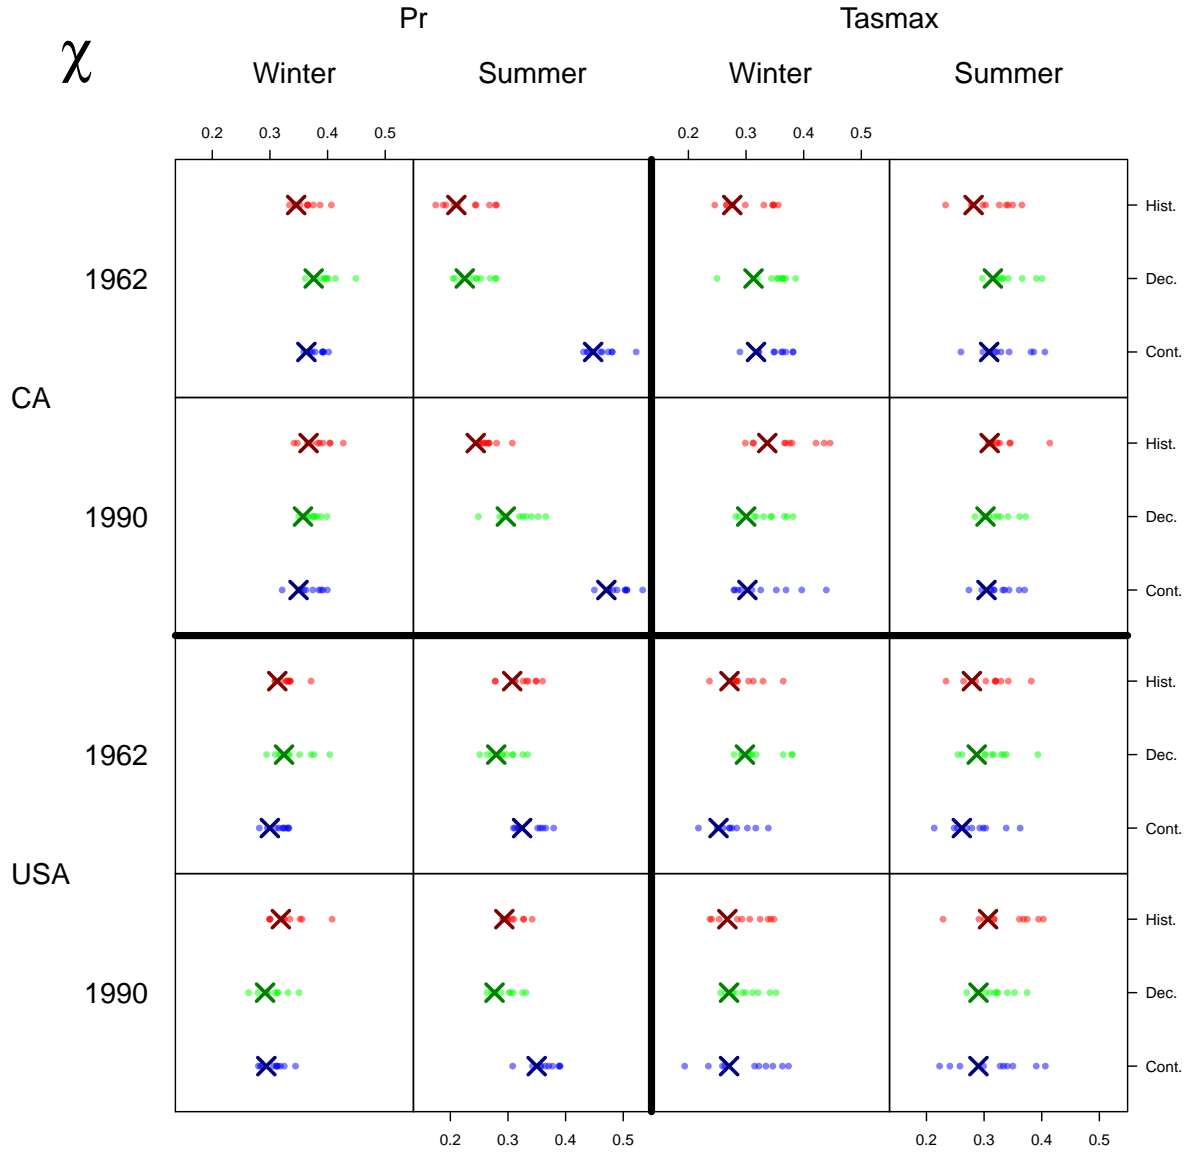 Pr Tasmax
χ
Winter Summer Winter Summer
0.2 0.3 0.4 0.5 0.2 0.3 0.4 0.5
Hist.
1962 Dec.
Cont.
CA
Hist.
1990 Dec.
Cont.
Hist.
1962 Dec.
Cont.
USA
Hist.
1990 Dec.
Cont.
0.2 0.3 0.4 0.5 0.2 0.3 0.4 0.5